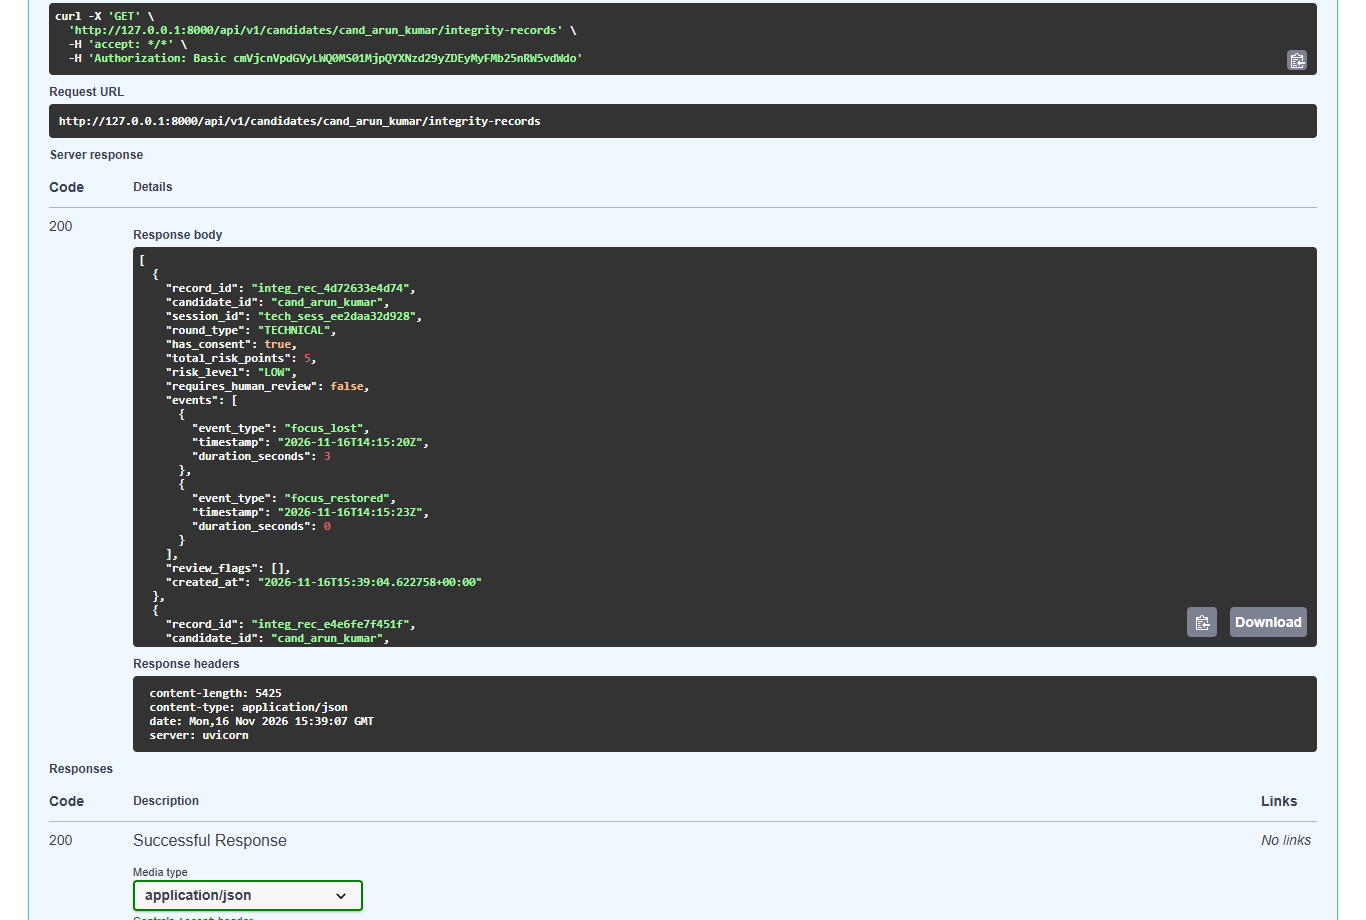 curl -X 'GET' \
'http://127.0.0.1:8000/api/v1/candidates/cand_arun_kumar/integrity-records' \
-H 'accept: */*' \
-H 'Authorization: Basic cmVjcnVpdGVyLWQ0MS01MjpQYXNzd29yZDEyMyFMb25nRW5vdWdo'
Request URL
http://127.0.0.1:8000/api/v1/candidates/cand_arun_kumar/integrity-records
Server response
Code Details
200
Response body
[
{
"record_id": "integ_rec_4d72633e4d74",
"candidate_id": "cand_arun_kumar",
"session_id": "tech_sess_ee2daa32d928",
"round_type": "TECHNICAL",
"has_consent": true,
"total_risk_points": 5,
"risk_level": "LOW",
"requires_human_review": false,
"events": [
{
"event_type": "focus_lost",
"timestamp": "2026-11-16T14:15:20Z",
"duration_seconds": 3
},
{
"event_type": "focus_restored",
"timestamp": "2026-11-16T14:15:23Z",
"duration_seconds": 0
}
],
"review_flags": [],
"created_at": "2026-11-16T15:39:04.622758+00:00"
},
{
"record_id": "integ_rec_e4e6fe7f451f",
"candidate_id": "cand_arun_kumar",
Download
Response headers
content-length: 5425
content-type: application/json
date: Mon,16 Nov 2026 15:39:07 GMT
server: uvicorn
Responses
Code Description Links
200 Successful Response No links
Media type
application/json